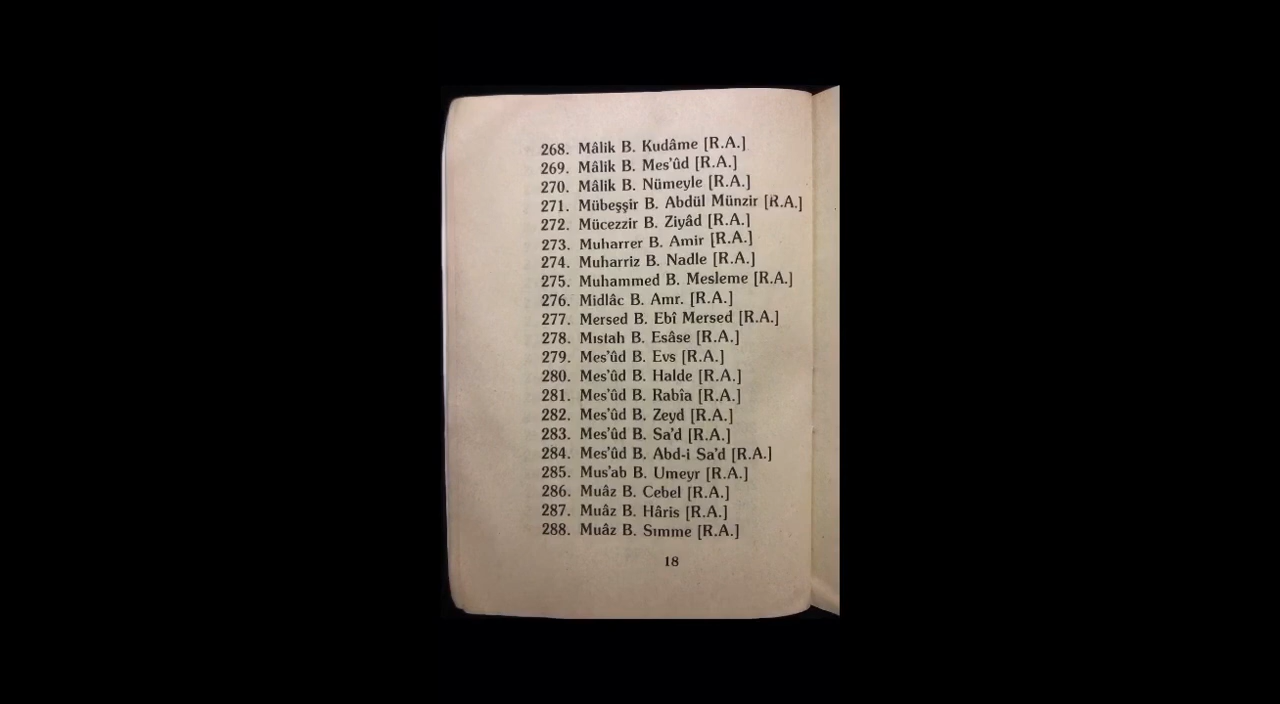 268. Mâlik B. Kudâme [R.A.]
269. Mâlik B. Mes'ûd [R.A.]
270. Mâlik B. Nümeyle [R.A.]
271. Mübeşşir B. Abdül Münzir [R.A.]
272. Mücezzir B. Ziyâd [R.A.]
273. Muharrer B. Amir [R.A.]
274. Muharriz B. Nadle [R.A.]
275. Muhammed B. Mesleme [R.A.]
276. Midlâc B. Amr. [R.A.]
277. Mersed B. Ebî Mersed [R.A.]
278. Mıstah B. Esâse [R.A.]
279. Mes'ûd B. Evs [R.A.]
280. Mes'ûd B. Halde [R.A.]
281. Mes'ûd B. Rabîa [R.A.]
282. Mes'ûd B. Zeyd [R.A.]
283. Mes'ûd B. Sa'd [R.A.]
284. Mes'ûd B. Abd-i Sa'd [R.A.]
285. Mus'ab B. Umeyr [R.A.]
286. Muâz B. Cebel [R.A.]
287. Muâz B. Hâris [R.A.]
288. Muâz B. Sımme [R.A.]
18